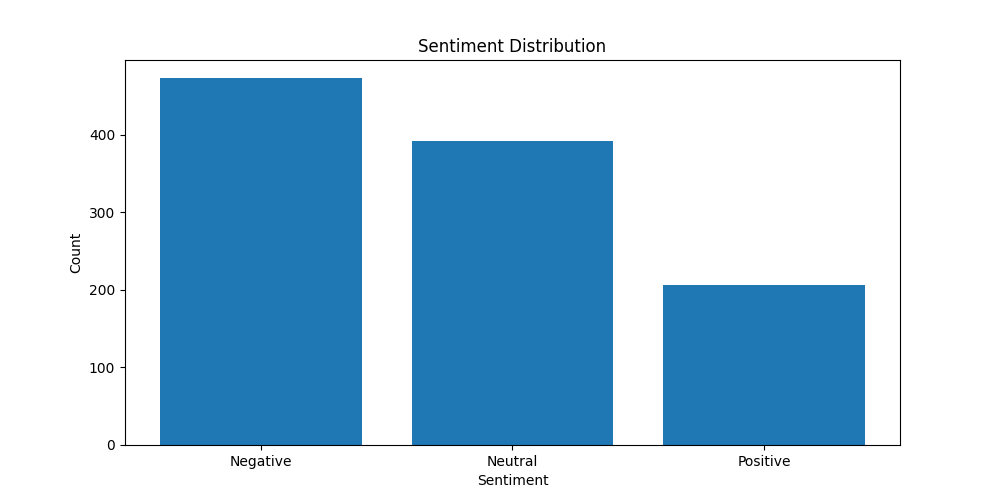 Sentiment Distribution
Count
400
300
200
100
0
Negative Neutral Positive
Sentiment